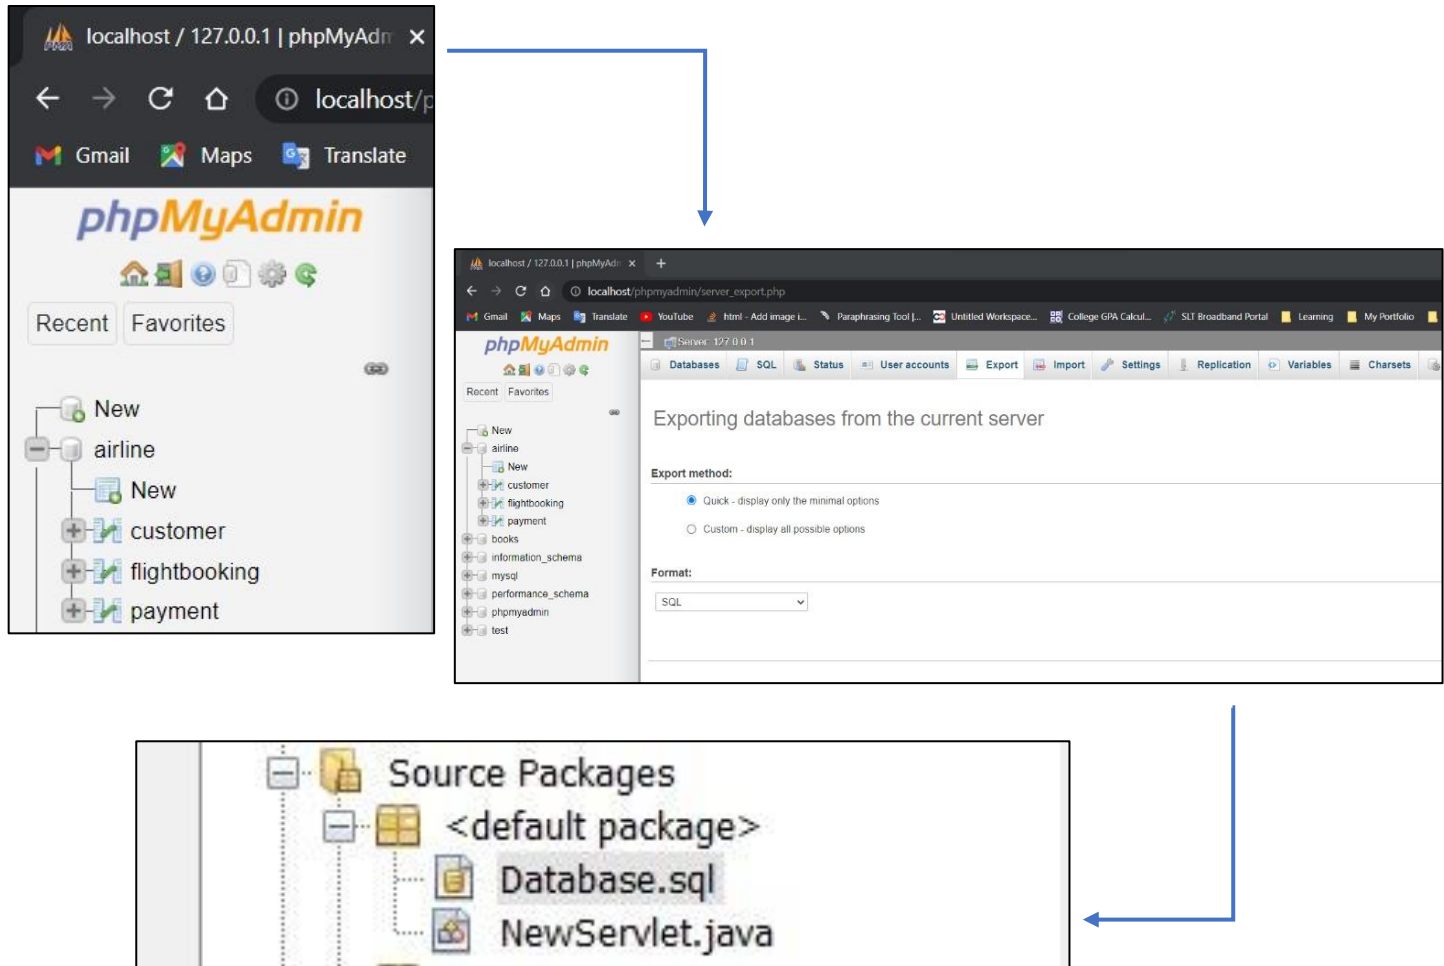 localhost / 127.0.0.1 | phpMyAdm
localhost/p
Gmail Maps Translate
phpMyAdmin
Recent Favorites
New
airline
New
customer
flightbooking
payment
localhost / 127.0.0.1 | phpMyAdm
localhost/phpmyadmin/server_export.php
Gmail Maps Translate YouTube html - Add image i... Paraphrasing Tool |... Untitled Workspace... College GPA Calcul... SLT Broadband Portal Learning My Portfolio
phpMyAdmin
Recent Favorites
New
airline
New
customer
flightbooking
payment
books
information_schema
mysql
performance_schema
phpmyadmin
test
Server: 127.0.0.1
Databases SQL Status User accounts Export Import Settings Replication Variables Charsets
Exporting databases from the current server
Export method:
Quick - display only the minimal options
Custom - display all possible options
Format:
SQL
Source Packages
<default package>
Database.sql
NewServlet.java